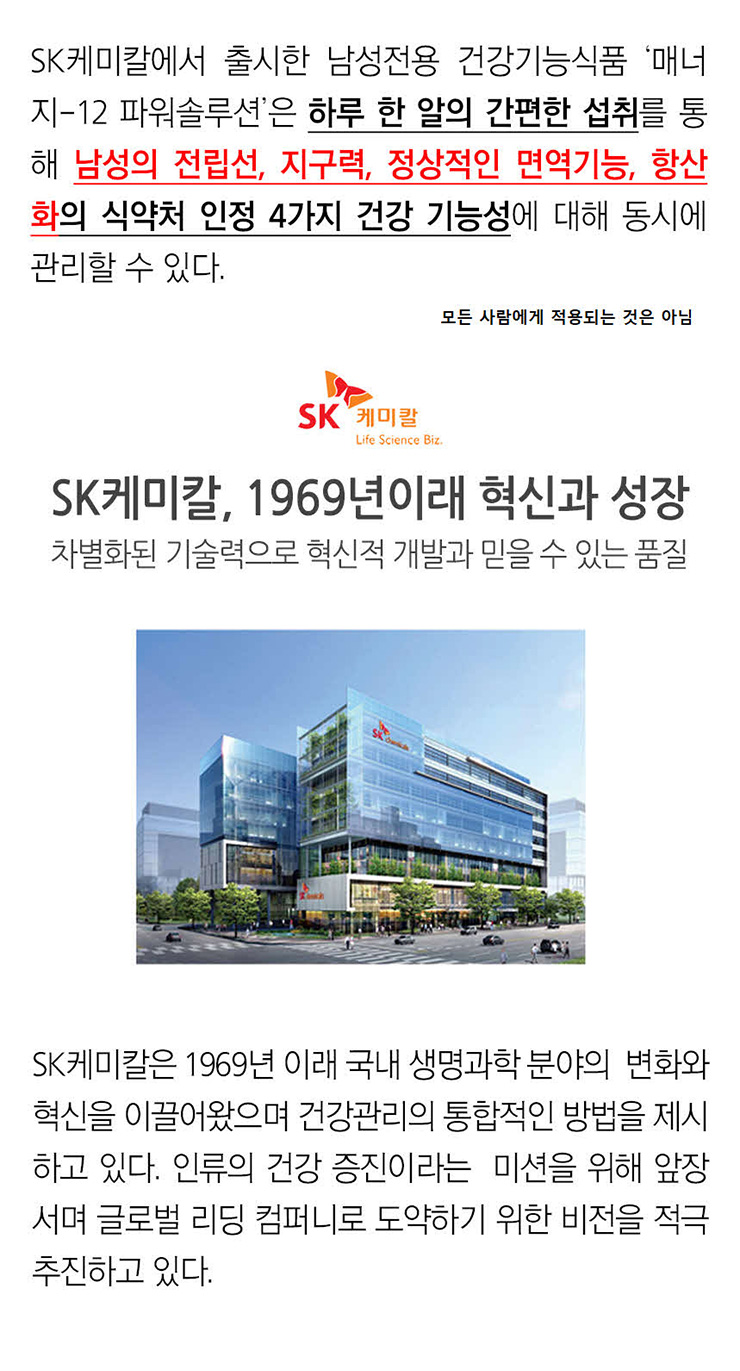 SK케미칼에서 출시한 남성전용 건강기능식품 ‘매너
지-12 파워솔루션’은 하루 한 알의 간편한 섭취를 통
해 남성의 전립선, 지구력, 정상적인 면역기능, 항산
화의 식약처 인정 4가지 건강 기능성에 대해 동시에
관리할 수 있다.
모든 사람에게 적용되는 것은 아님
SK 케미칼
Life Science Biz.
SK케미칼, 1969년이래 혁신과 성장
차별화된 기술력으로 혁신적 개발과 믿을 수 있는 품질
SK chemicals
SK케미칼은 1969년 이래 국내 생명과학 분야의 변화와
혁신을 이끌어왔으며 건강관리의 통합적인 방법을 제시
하고 있다. 인류의 건강 증진이라는 미션을 위해 앞장
서며 글로벌 리딩 컴퍼니로 도약하기 위한 비전을 적극
추진하고 있다.